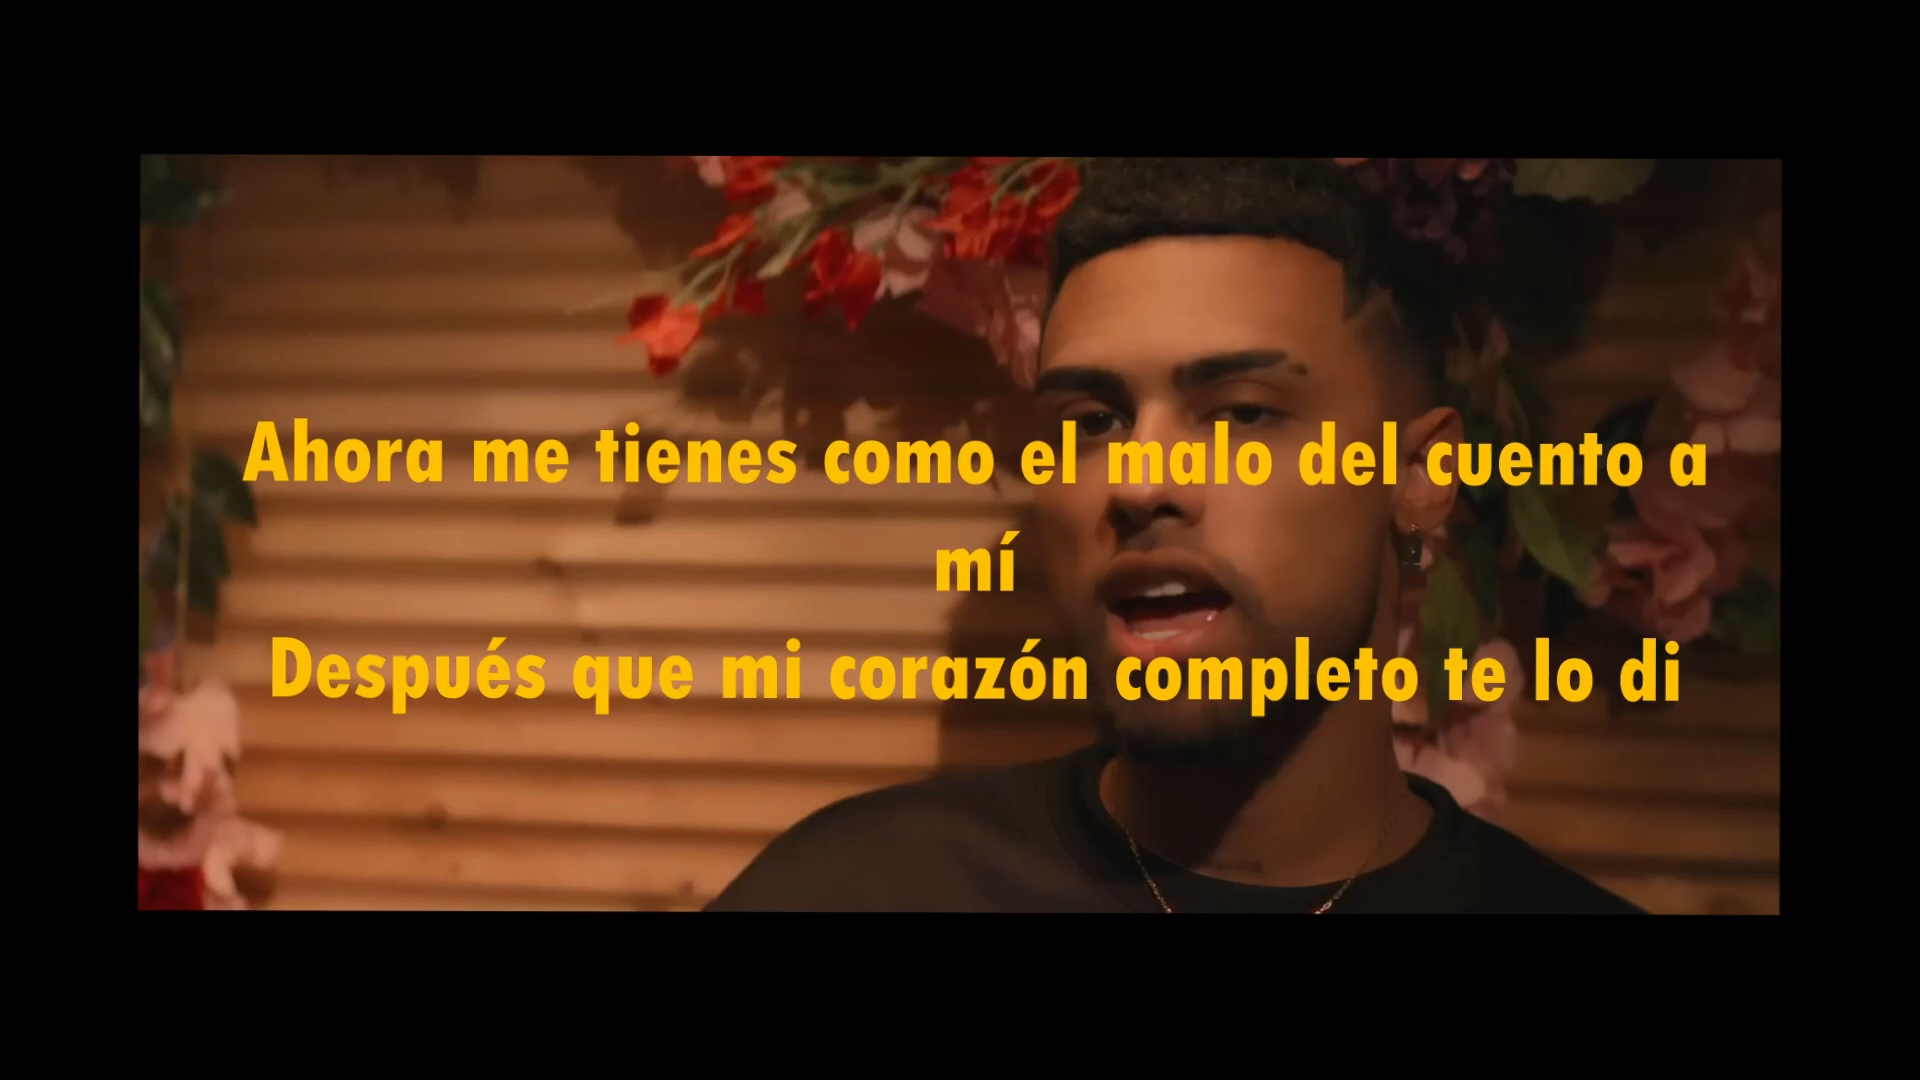 Ahora me tienes como el malo del cuento a
mí
Después que mi corazón completo te lo di